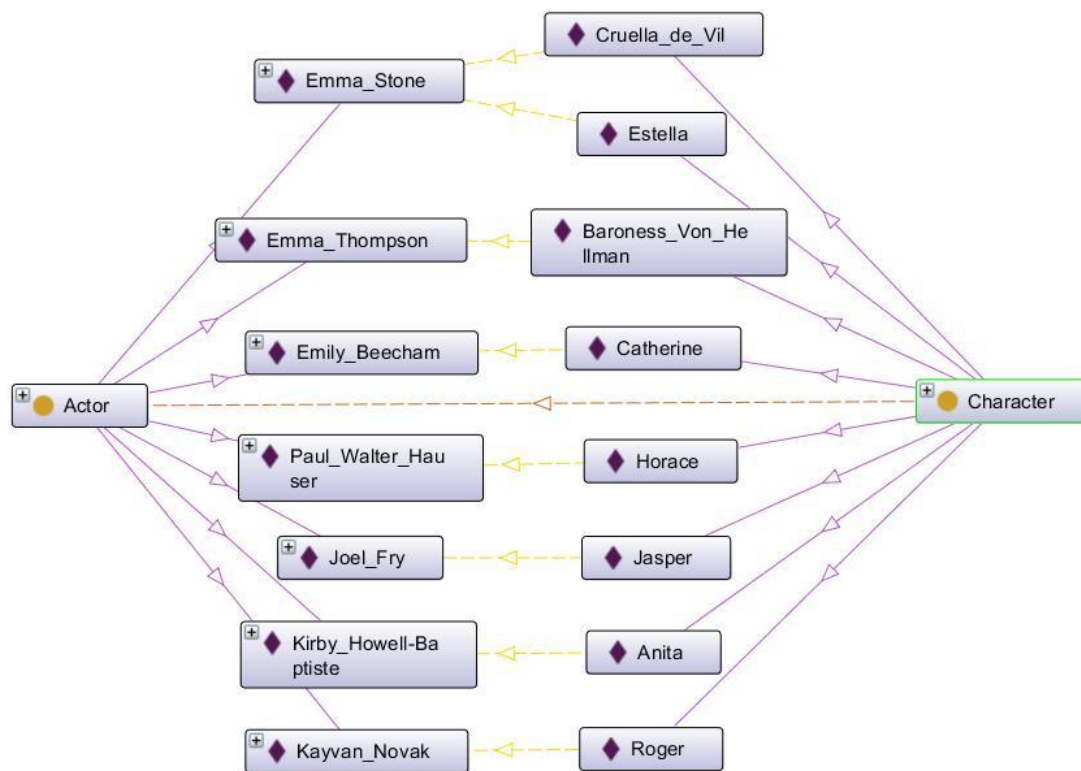 Cruella_de_Vil
Emma_Stone
Estella
Emma_Thompson
Baroness_Von_He
llman
Emily_Beecham
Catherine
Actor
Character
Paul_Walter_Hau
ser
Horace
Joel_Fry
Jasper
Kirby_Howell-Ba
ptiste
Anita
Kayvan_Novak
Roger